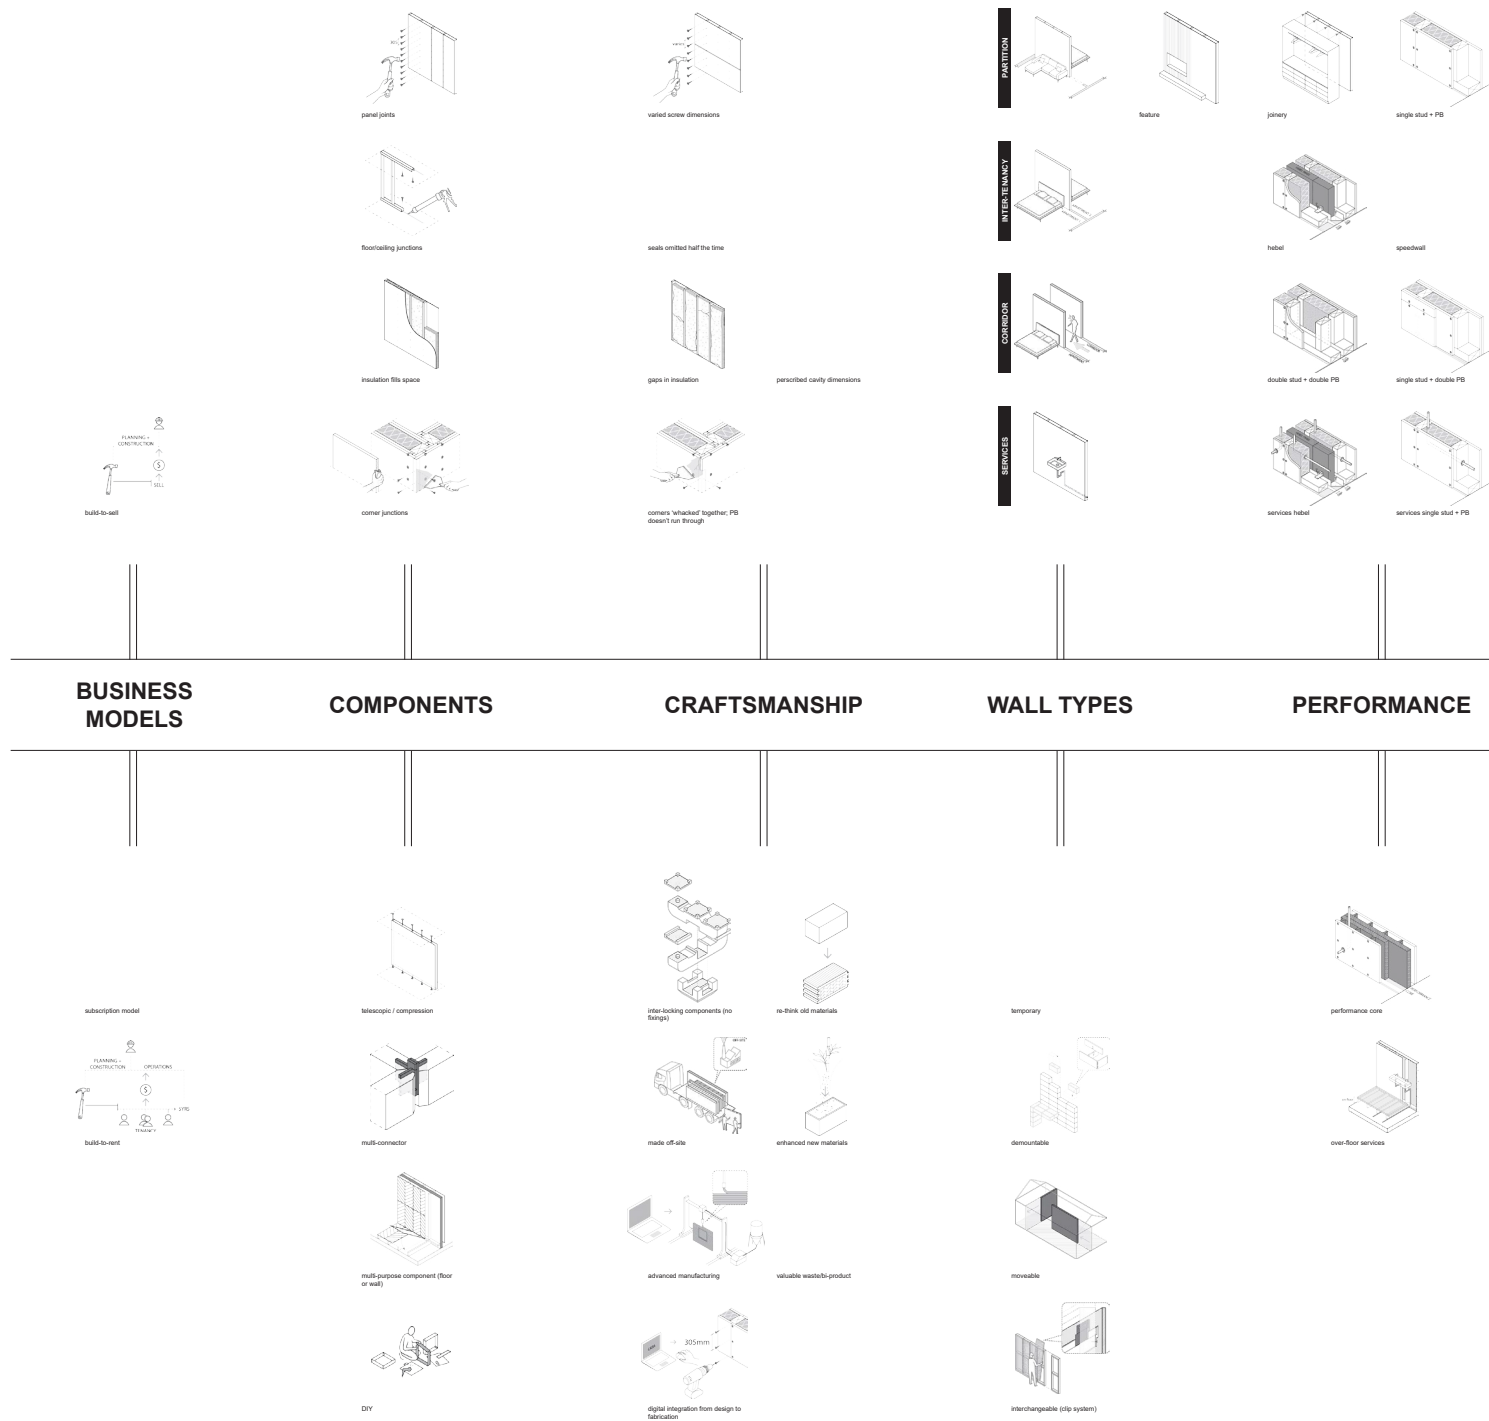 PARTITION
panel joints
varied screw dimensions
feature
joinery
single stud + PB
INTER-TENANCY
floor/ceiling junctions
seals omitted half the time
hebel
speedwall
CORRIDOR
insulation fills space
gaps in insulation
perscribed cavity dimensions
double stud + double PB
single stud + double PB
SERVICES
PLANNING +
CONSTRUCTION
S
SELL
build-to-sell
corner junctions
corners 'whacked' together; PB
doesn't run through
services hebel
services single stud + PB
BUSINESS
MODELS
COMPONENTS
CRAFTSMANSHIP
WALL TYPES
PERFORMANCE
subscription model
telescopic / compression
inter-locking components (no
fixings)
re-think old materials
temporary
performance core
PLANNING +
CONSTRUCTION
OPERATIONS
S
TENANCY
build-to-rent
multi-connector
made off-site
enhanced new materials
demountable
over-floor services
multi-purpose component (floor
or wall)
advanced manufacturing
valuable waste/bi-product
moveable
305mm
DIY
digital integration from design to
fabrication
interchangeable (clip system)